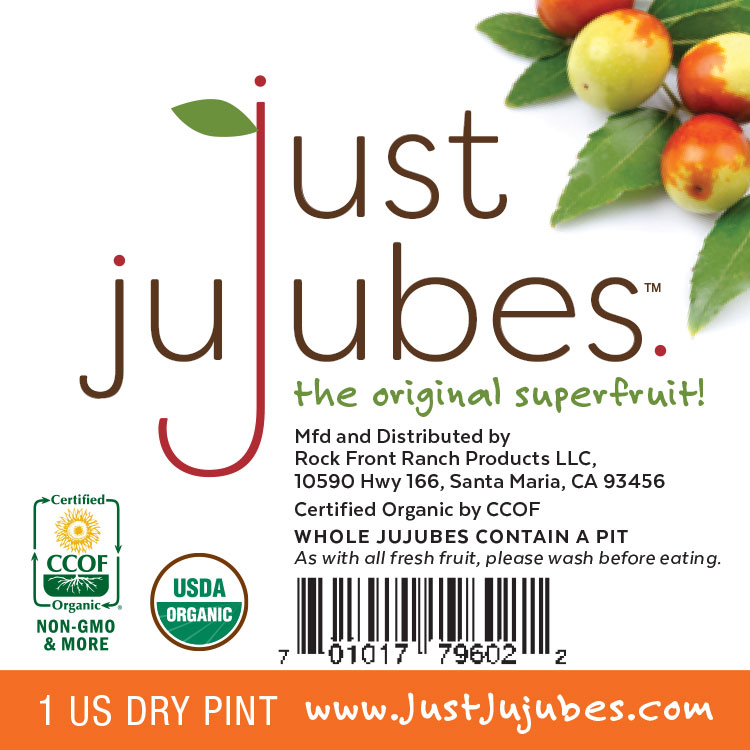 just
jujubes.™
the original superfruit!
Mfd and Distributed by
Rock Front Ranch Products LLC,
10590 Hwy 166, Santa Maria, CA 93456
Certified Organic by CCOF
WHOLE JUJUBES CONTAIN A PIT
As with all fresh fruit, please wash before eating.
Certified
CCOF
Organic®
NON-GMO
& MORE
USDA
ORGANIC
7 01017 79602 2
1 US DRY PINT www.JustJujubes.com